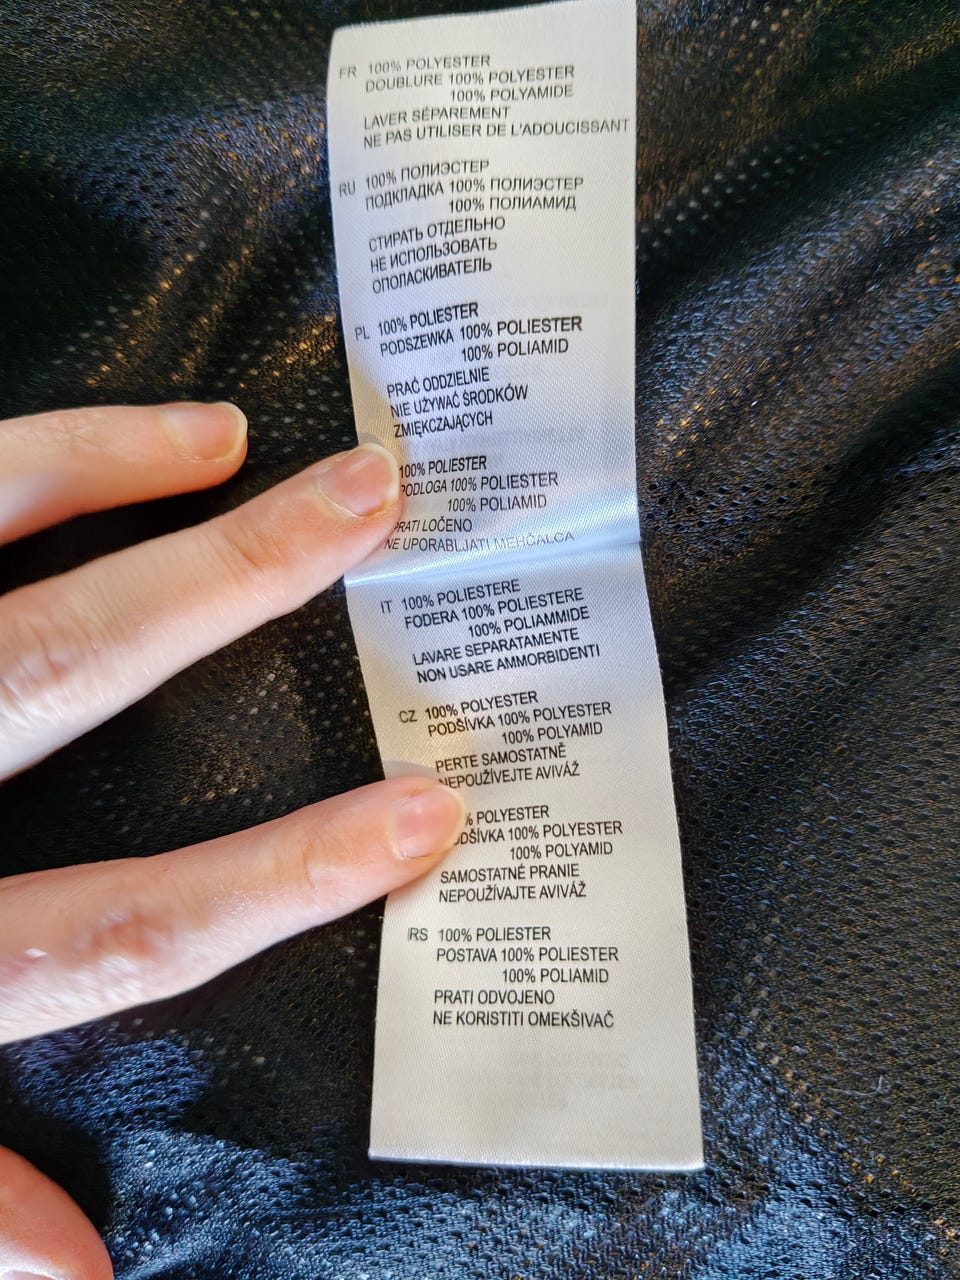 FR 100% POLYESTER
DOUBLURE 100% POLYESTER
100% POLYAMIDE
LAVER SÉPAREMENT
NE PAS UTILISER DE L'ADOUCISSANT
RU 100% ПОЛИЭСТЕР
ПОДКЛАДКА 100% ПОЛИЭСТЕР
100% ПОЛИАМИД
СТИРАТЬ ОТДЕЛЬНО
НЕ ИСПОЛЬЗОВАТЬ
ОПОЛАСКИВАТЕЛЬ
PL 100% POLIESTER
PODSZEWKA 100% POLIESTER
100% POLIAMID
PRAĆ ODDZIELNIE
NIE UŻYWAĆ ŚRODKÓW
ZMIĘKCZAJĄCYCH
100% POLIESTER
PODLOGA 100% POLIESTER
100% POLIAMID
PRATI LOČENO
NE UPORABLJATI MEHČALCA
IT 100% POLIESTERE
FODERA 100% POLIESTERE
100% POLIAMMIDE
LAVARE SEPARATAMENTE
NON USARE AMMORBIDENTI
CZ 100% POLYESTER
PODŠÍVKA 100% POLYESTER
100% POLYAMID
PERTE SAMOSTATNĚ
NEPOUŽÍVEJTE AVIVÁŽ
% POLYESTER
DŠÍVKA 100% POLYESTER
100% POLYAMID
SAMOSTATNÉ PRANIE
NEPOUŽÍVAJTE AVIVÁŽ
RS 100% POLIESTER
POSTAVA 100% POLIESTER
100% POLIAMID
PRATI ODVOJENO
NE KORISTITI OMEKŠIVAČ